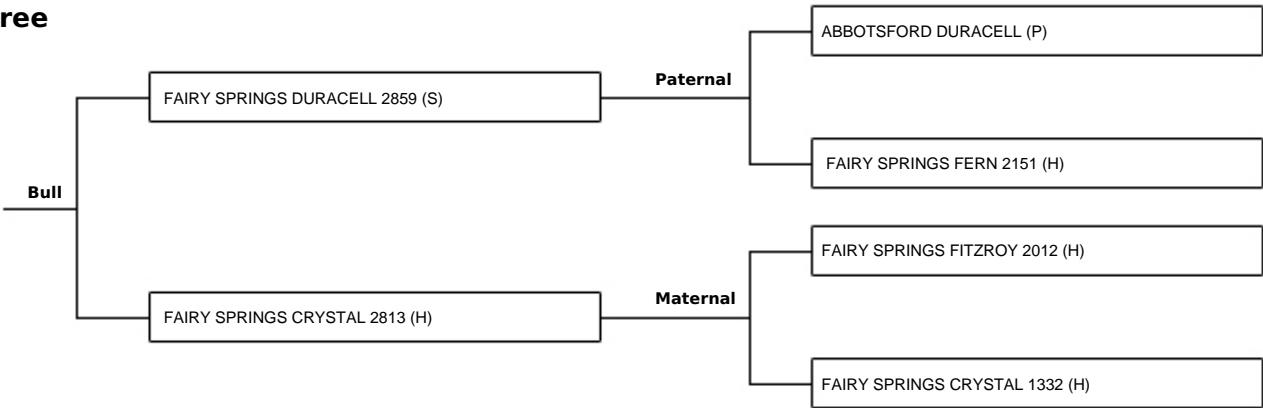 ree
ABBOTSFORD DURACELL (P)
Paternal
FAIRY SPRINGS DURACELL 2859 (S)
FAIRY SPRINGS FERN 2151 (H)
Bull
FAIRY SPRINGS FITZROY 2012 (H)
Maternal
FAIRY SPRINGS CRYSTAL 2813 (H)
FAIRY SPRINGS CRYSTAL 1332 (H)